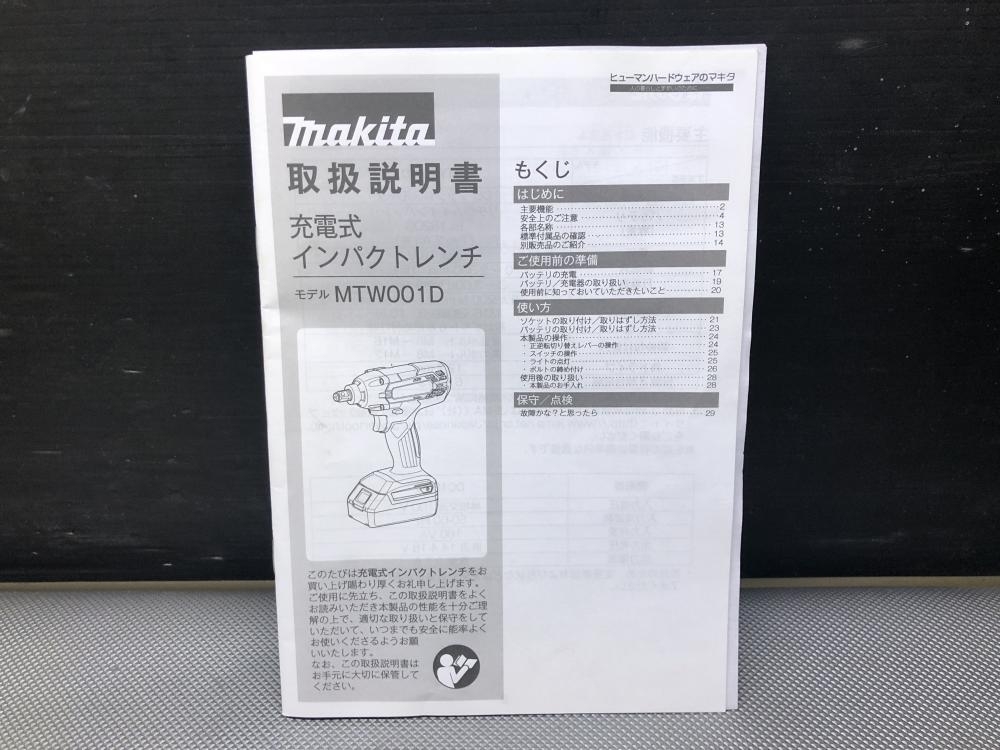 makita
取扱説明書
充電式
インパクトレンチ
モデル MTW001D
このたびは充電式インパクトレンチをお
買い上げ賜わり厚くお礼申し上げます。
ご使用に先立ち、この取扱説明書をよく
お読みいただき本製品の性能を十分ご理
解の上で、適切な取り扱いと保守をして
いただいて、いつまでも安全に能率よく
お使いくださるようお願
いいたします。
なお、この取扱説明書は
お手元に大切に保管して
ください。
ヒューマンハードウェアのマキタ
人の暮らしと手作りのために
もくじ
はじめに
主要機能 2
安全上のご注意 4
各部名称 13
標準付属品の確認 13
別販売品のご紹介 14
ご使用前の準備
バッテリの充電 17
バッテリ／充電器の取り扱い 19
使用前に知っておいていただきたいこと 20
使い方
ソケットの取り付け／取りはずし方法 21
バッテリの取り付け／取りはずし方法 23
本製品の操作 24
・正逆転切り替えレバーの操作 24
・スイッチの操作 25
・ライトの点灯 25
・ボルトの締め付け 26
使用後の取り扱い 28
・本製品のお手入れ 28
保守／点検
故障かな？と思ったら 29